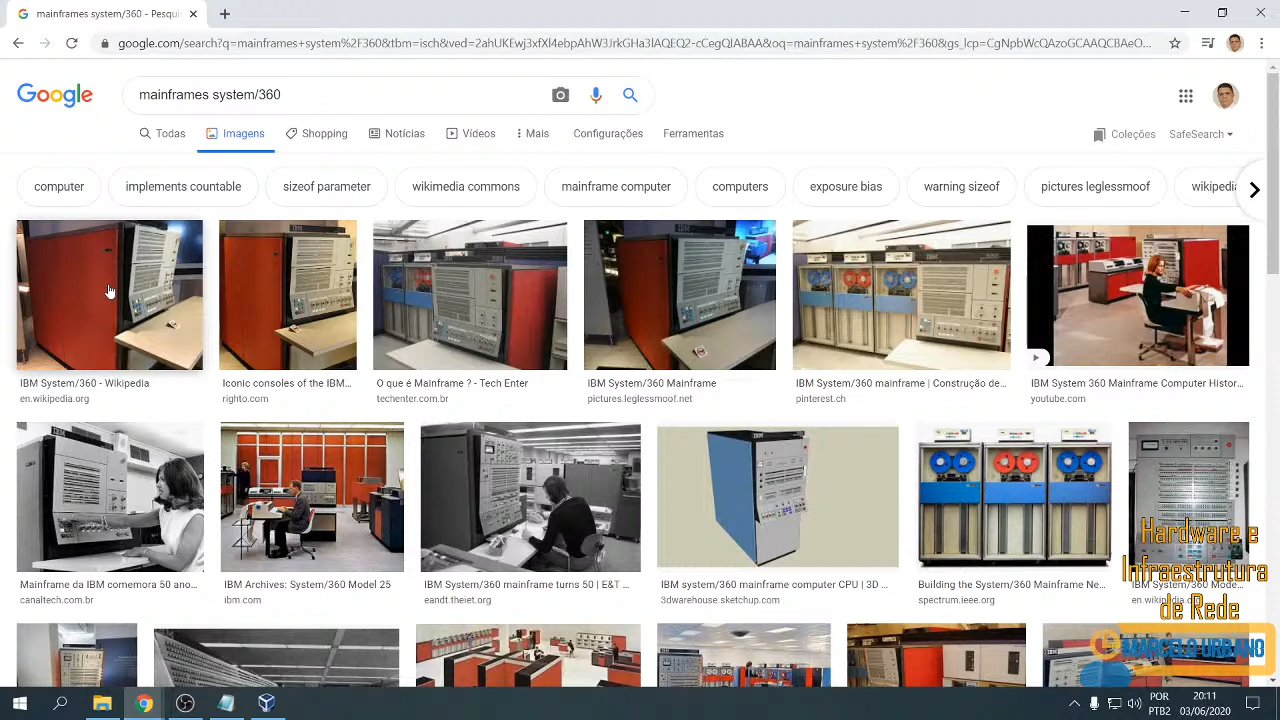 mainframes system/360 - Pesqui
google.com/search?q=mainframes+system%2F360&tbm=isch&ved=2ahUKEwj3vfXl4ebpAhW3JrkGHa3lAQEQ2-cCegQIABAA&oq=mainframes+system%2F360&gs_lcp=CgNpbWcQAzoGCAAQCBAeO...
Google
mainframes system/360
Todas
Imagens
Shopping
Notícias
Vídeos
Mais
Configurações
Ferramentas
Coleções
SafeSearch
computer
implements countable
sizeof parameter
wikimedia commons
mainframe computer
computers
exposure bias
warning sizeof
pictures leglessmoof
wikipedi
IBM System/360 - Wikipedia
en.wikipedia.org
Iconic consoles of the IBM...
righto.com
O que é Mainframe ? - Tech Enter
techenter.com.br
IBM System/360 Mainframe
pictures.leglessmoof.net
IBM System/360 mainframe | Construção de...
pinterest.ch
IBM System 360 Mainframe Computer Histor...
youtube.com
Mainframe da IBM comemora 50 ano...
canaltech.com.br
IBM Archives: System/360 Model 25
ibm.com
IBM System/360 mainframe turns 50 | E&T ...
eandt.theiet.org
IBM system/360 mainframe computer CPU | 3D ...
3dwarehouse.sketchup.com
Building the System/360 Mainframe Ne...
spectrum.ieee.org
IBM System/360 Mode...
en.wikipedia.o
Hardware e
Infraestrutura
de Rede
MARCELO URBANO
POR
PTB2
20:11
03/06/2020